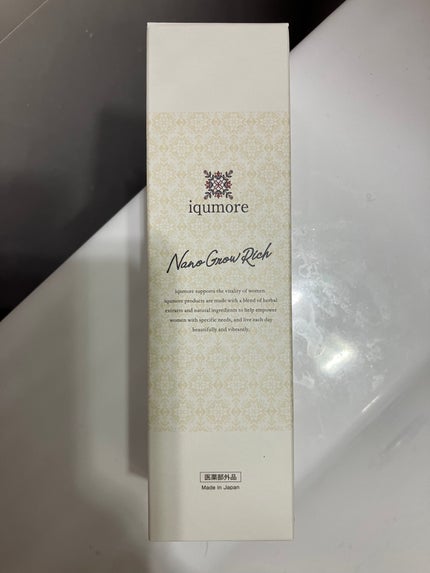 iqumore
Nano Grow Rich
iqumore supports the vitality of women.
iqumore products are made with a blend of herbal
extracts and natural ingredients to help empower
women with specific needs, and live each day
beautifully and vibrantly.
医薬部外品
Made in Japan